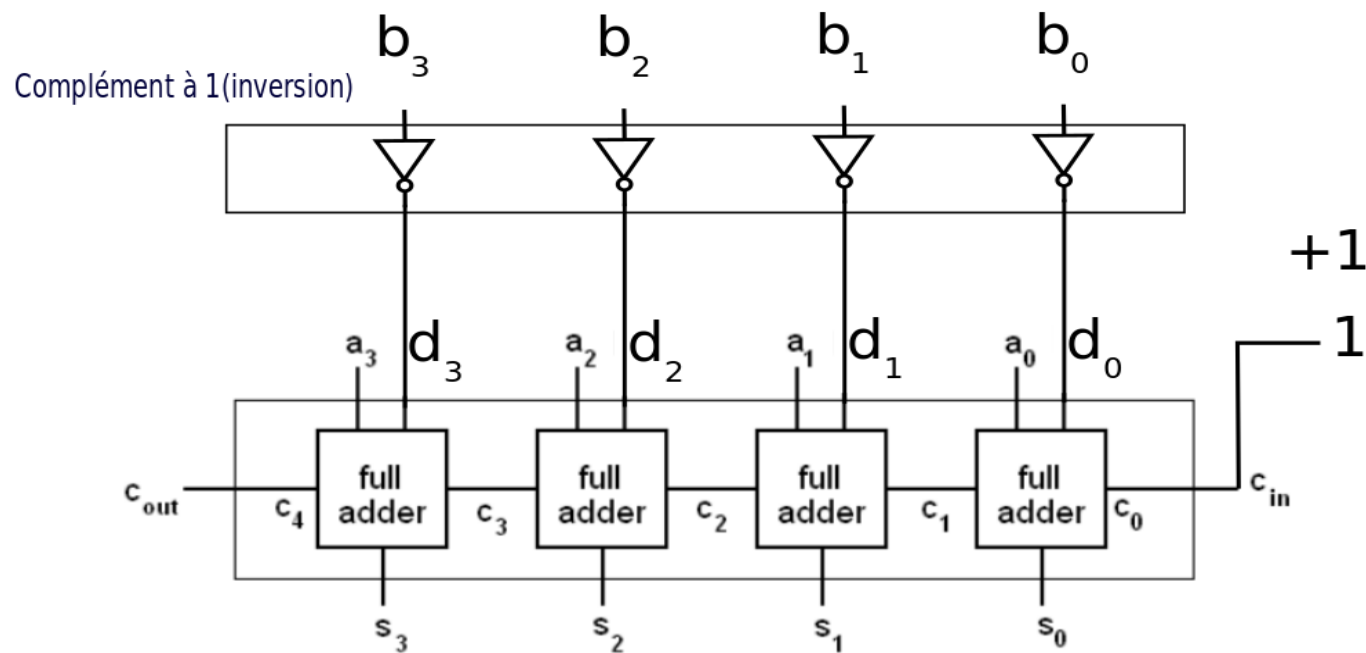 b3 b2 b1 b0
Complément à 1(inversion)
+1
1
a3 d3 a2 d2 a1 d1 a0 d0
full adder full adder full adder full adder
cout c4 c3 c2 c1 c0 cin
s3 s2 s1 s0